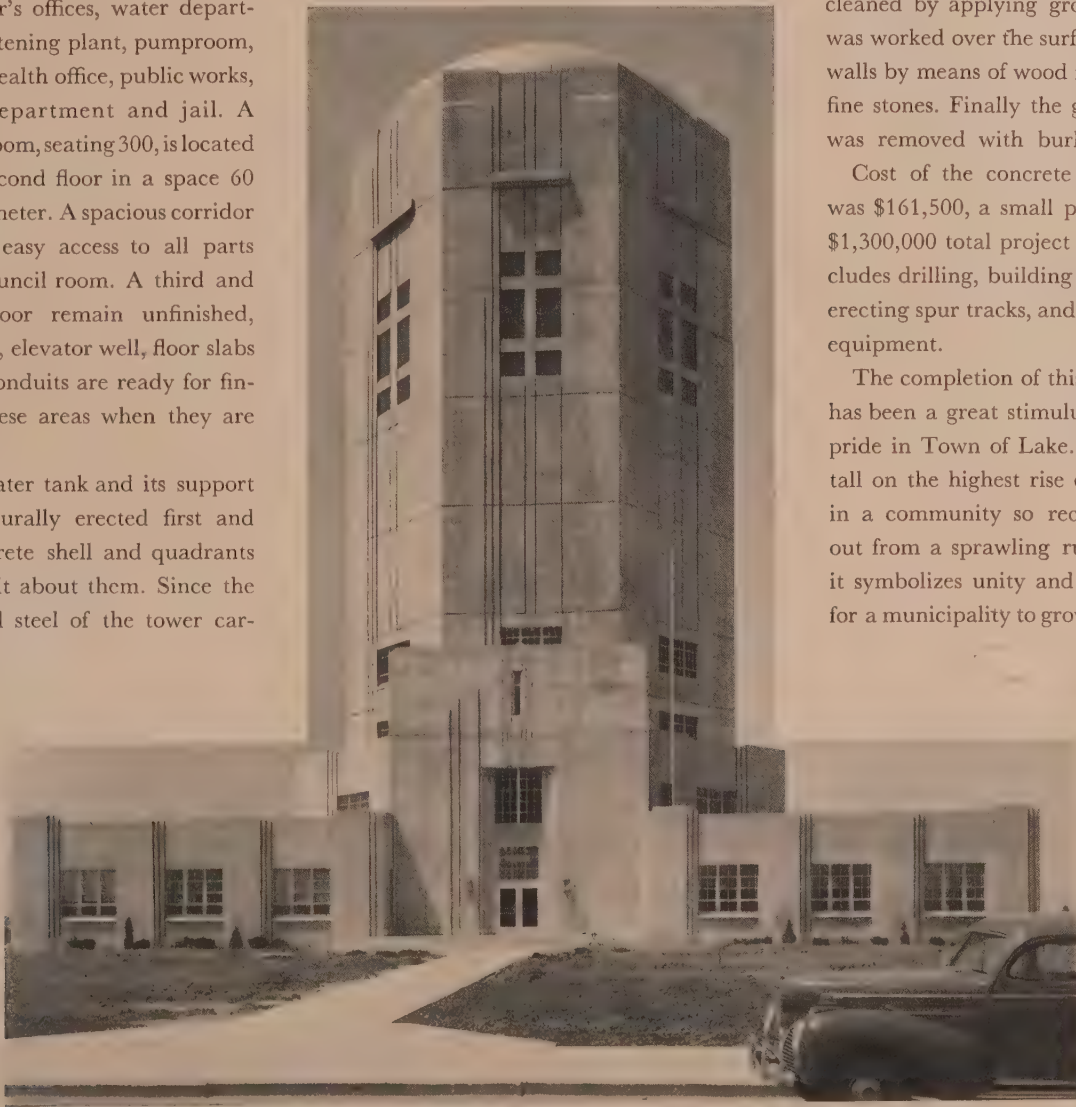 r's offices, water depart-
tening plant, pumproom,
ealth office, public works,
epartment and jail. A
oom, seating 300, is located
cond floor in a space 60
neter. A spacious corridor
easy access to all parts
uncil room. A third and
oor remain unfinished,
, elevator well, floor slabs
onduits are ready for fin-
ese areas when they are
ater tank and its support
urally erected first and
rete shell and quadrants
it about them. Since the
l steel of the tower car-
cleaned by applying gro
was worked over the surf
walls by means of wood
fine stones. Finally the g
was removed with burl
Cost of the concrete
was $161,500, a small p
$1,300,000 total project
cludes drilling, building
erecting spur tracks, and
equipment.
The completion of thi
has been a great stimulu
pride in Town of Lake.
tall on the highest rise
in a community so rec
out from a sprawling ru
it symbolizes unity and
for a municipality to grov